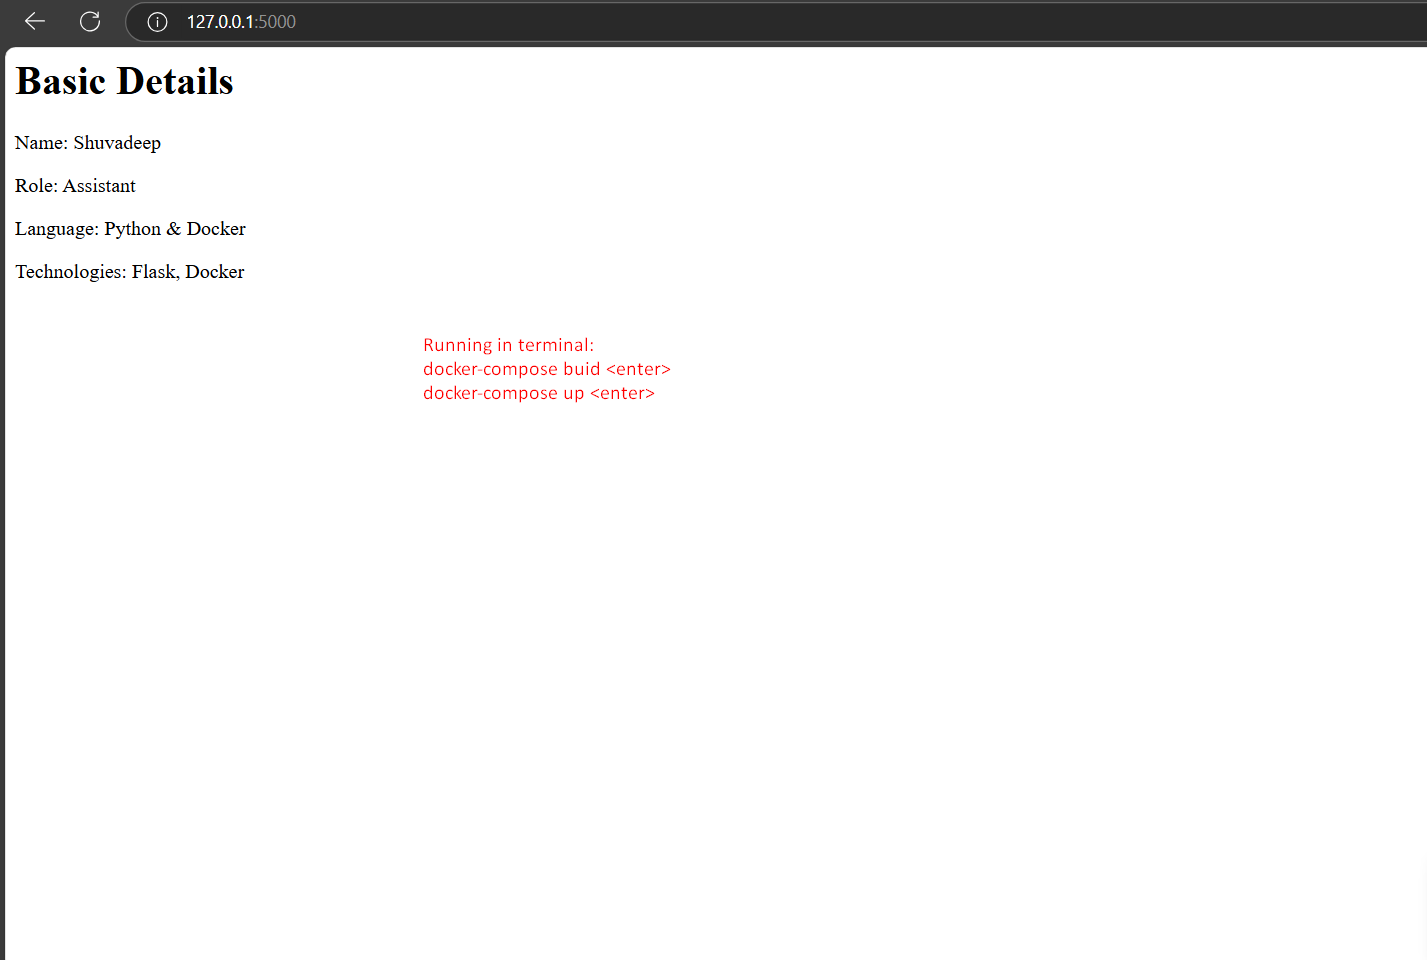 127.0.0.1:5000
Basic Details
Name: Shuvadeep
Role: Assistant
Language: Python & Docker
Technologies: Flask, Docker
Running in terminal:
docker-compose buid <enter>
docker-compose up <enter>